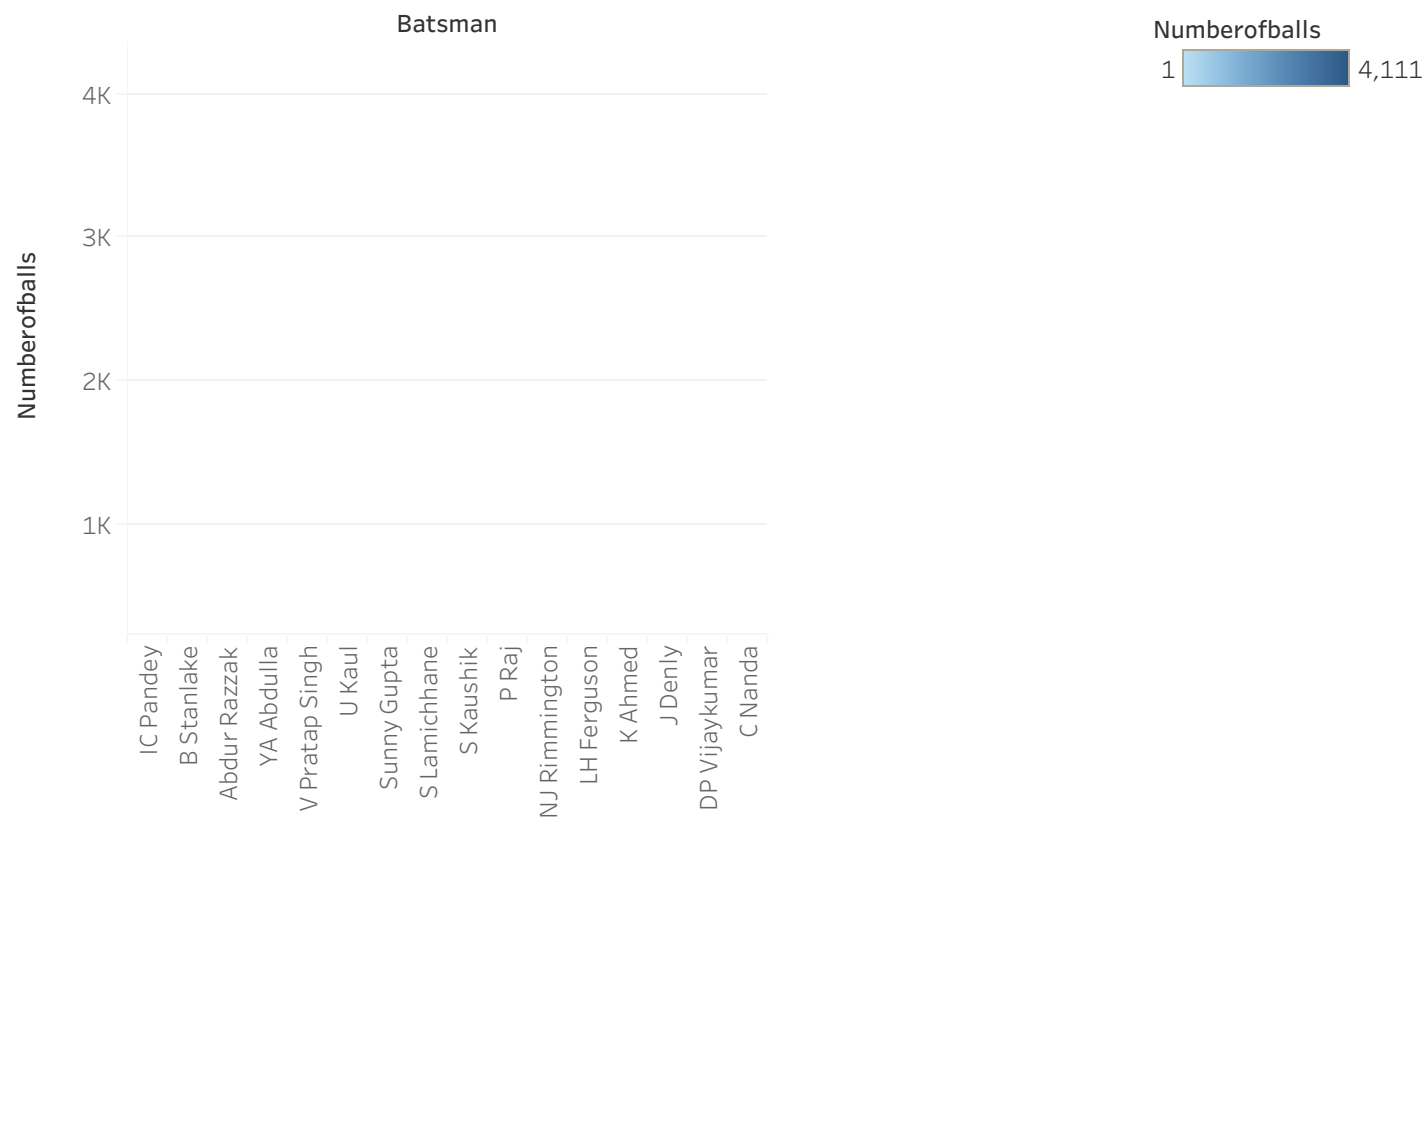 Batsman
Numberofballs
1 4,111
4K
3K
2K
1K
Numberofballs
IC Pandey
B Stanlake
Abdur Razzak
YA Abdulla
V Pratap Singh
U Kaul
Sunny Gupta
S Lamichhane
S Kaushik
P Raj
NJ Rimmington
LH Ferguson
K Ahmed
J Denly
DP Vijaykumar
C Nanda